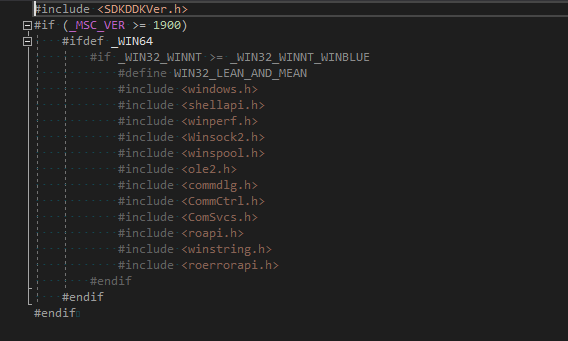 #include <SDKDDKVer.h>
#if (_MSC_VER >= 1900)
#ifdef _WIN64
#if _WIN32_WINNT >= _WIN32_WINNT_WINBLUE
#define WIN32_LEAN_AND_MEAN
#include <windows.h>
#include <shellapi.h>
#include <winperf.h>
#include <Winsock2.h>
#include <winspool.h>
#include <ole2.h>
#include <commdlg.h>
#include <CommCtrl.h>
#include <ComSvcs.h>
#include <roapi.h>
#include <winstring.h>
#include <roerrorapi.h>
#endif
#endif
#endif